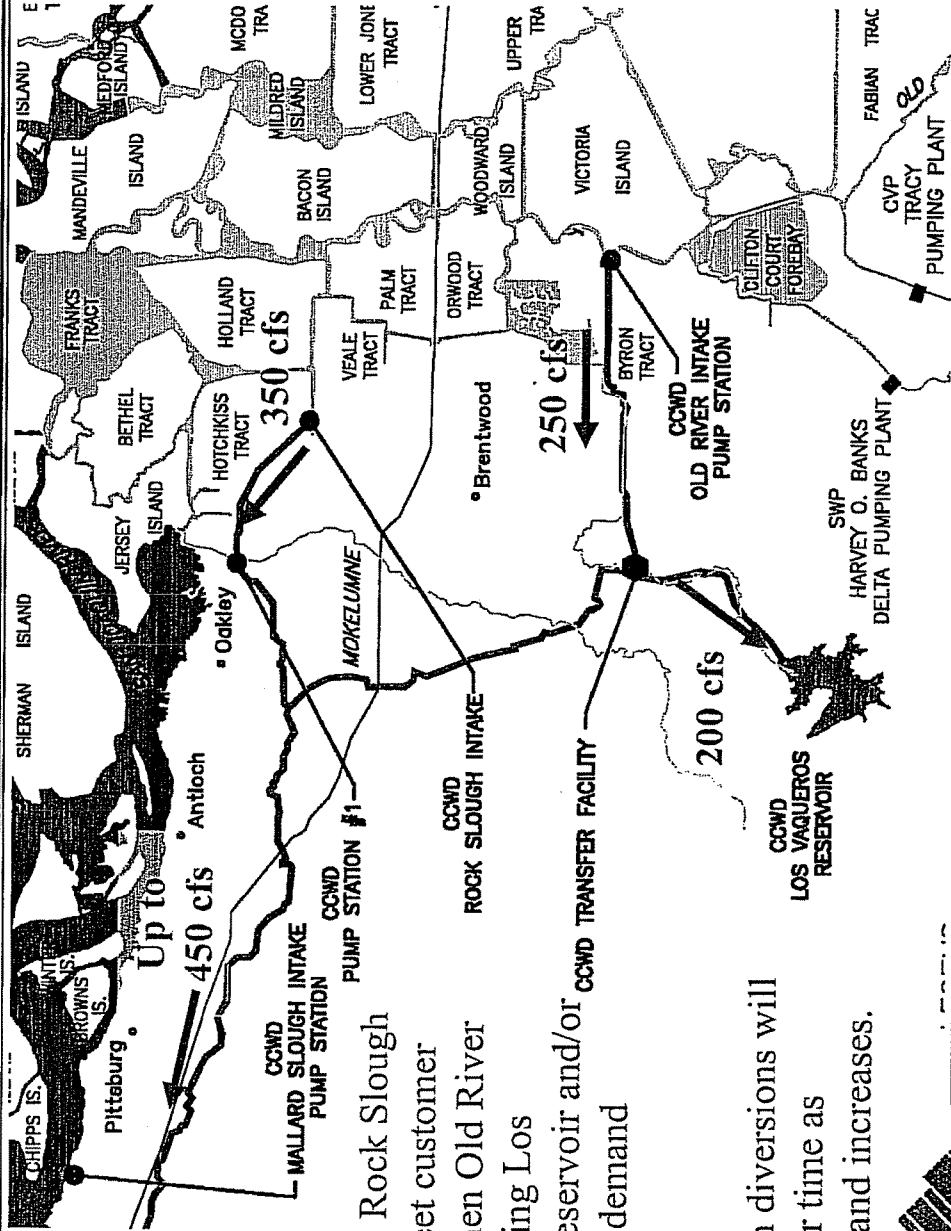 CHIPPS IS.
BROWNS
IS.
Pittsburg
Up to
450 cfs
Antioch
SHERMAN
ISLAND
JERSEY
ISLAND
Oakley
BETHEL
TRACT
FRANKS
TRACT
MANDEVILLE
ISLAND
MEDFORD
ISLAND
ISLAND
HOTCHKISS
TRACT
HOLLAND
TRACT
350 cfs
BACON
ISLAND
MILDRED
ISLAND
MCDO
TRA
CCWD
MALLARD SLOUGH INTAKE
PUMP STATION
CCWD
PUMP STATION #1
MOKELUMNE
VEALE
TRACT
PALM
TRACT
ORWOOD
TRACT
LOWER JONE
TRACT
WOODWARD
ISLAND
UPPER
TRA
CCWD
ROCK SLOUGH INTAKE
Brentwood
250 cfs
BYRON
TRACT
VICTORIA
ISLAND
CCWD TRANSFER FACILITY
CCWD
OLD RIVER INTAKE
PUMP STATION
200 cfs
CLIFTON
COURT
FOREBAY
CCWD
LOS VAQUEROS
RESERVOIR
SWP
HARVEY O. BANKS
DELTA PUMPING PLANT
CVP
TRACY
PUMPING PLANT
FABIAN TRAC
OLD
Rock Slough
et customer
en Old River
ing Los
eservoir and/or
demand
n diversions will
r time as
and increases.